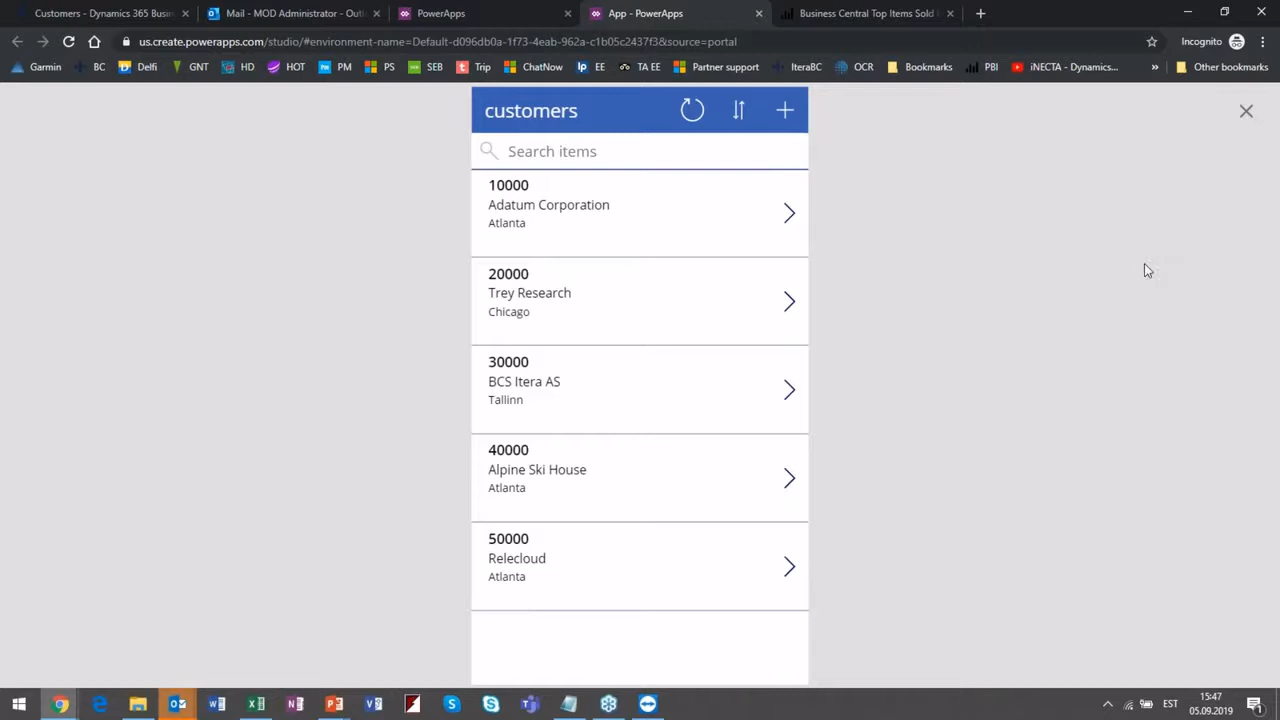 Customers - Dynamics 365 Busin
Mail - MOD Administrator - Outl
PowerApps
App - PowerApps
Business Central Top Items Sold
us.create.powerapps.com/studio/#environment-name=Default-d096db0a-1f73-4eab-962a-c1b05c2437f3&source=portal
Incognito
Garmin
BC
Delfi
GNT
HD
HOT
PM
PS
SEB
Trip
ChatNow
EE
TA EE
Partner support
IteraBC
OCR
Bookmarks
PBI
iNECTA - Dynamics...
»
Other bookmarks
customers
Search items
10000
Adatum Corporation
Atlanta
20000
Trey Research
Chicago
30000
BCS Itera AS
Tallinn
40000
Alpine Ski House
Atlanta
50000
Relecloud
Atlanta
EST
15:47
05.09.2019